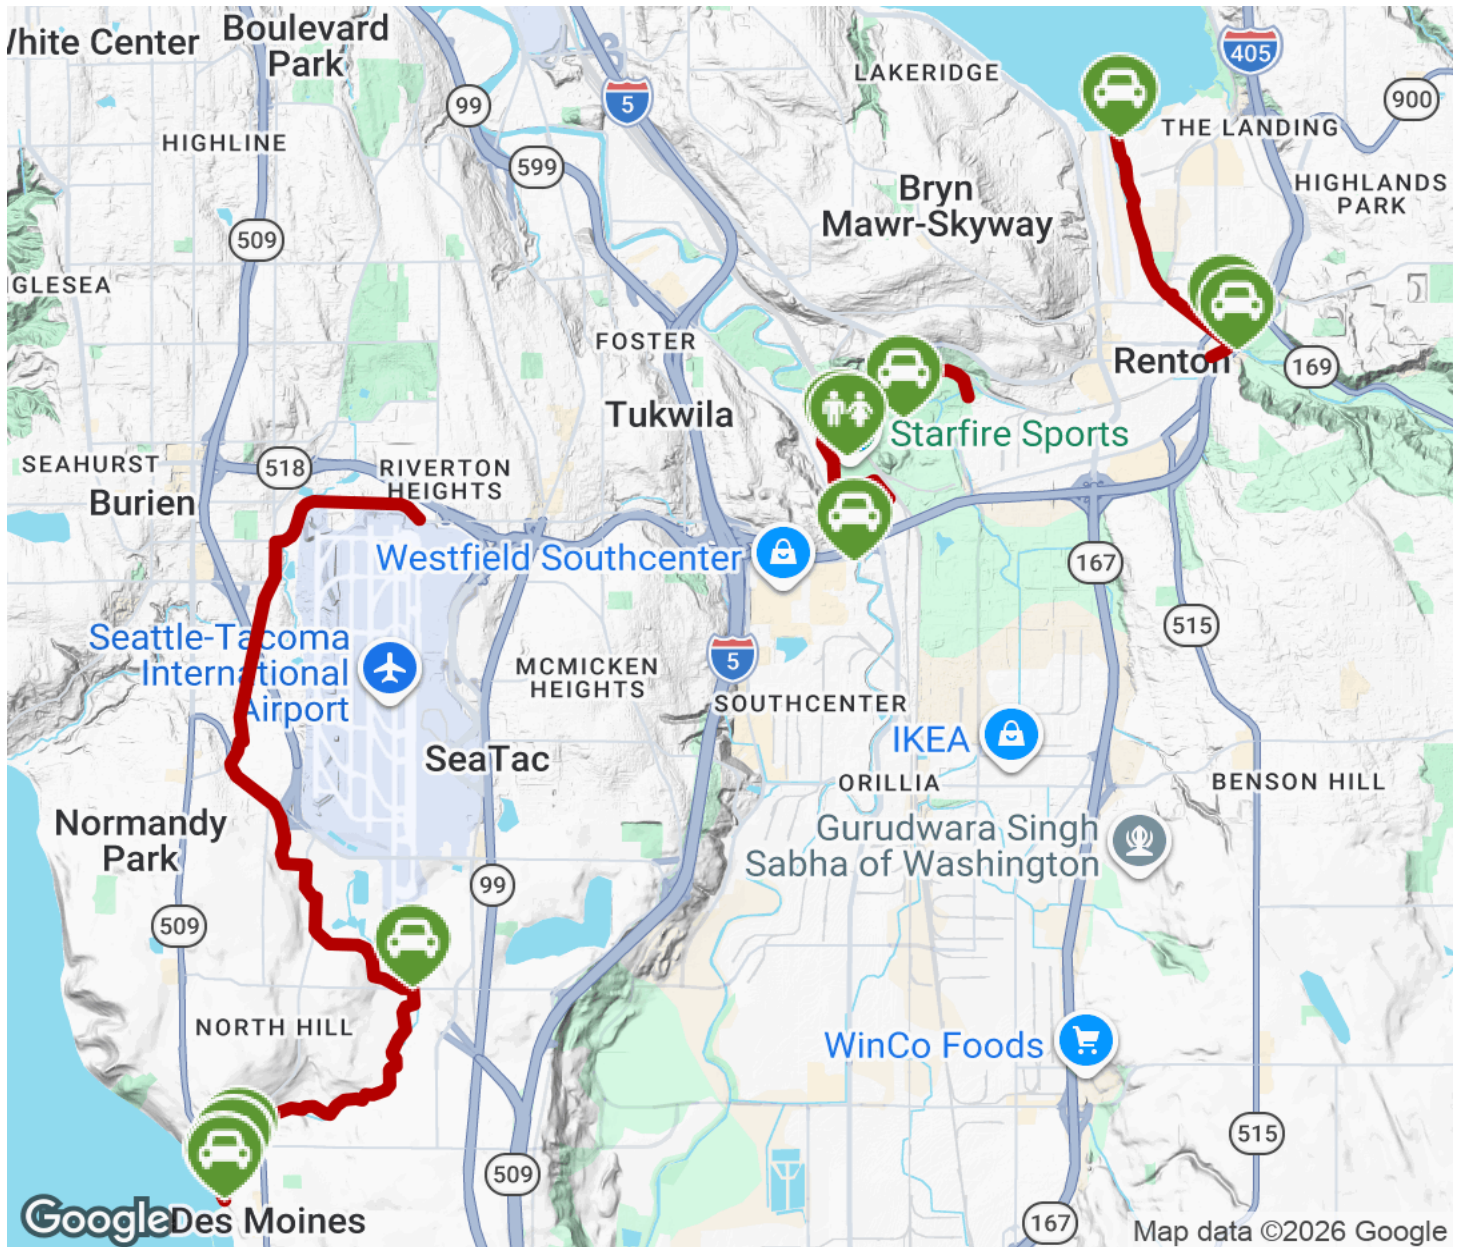 White Center
Boulevard
Park
99
5
405
LAKERIDGE
900
THE LANDING
HIGHLINE
599
HIGHLANDS
PARK
Bryn
Mawr-Skyway
509
GLESEA
FOSTER
Renton
169
Tukwila
Starfire Sports
SEAHURST
518
RIVERTON
HEIGHTS
Burien
Westfield Southcenter
167
515
Seattle-Tacoma
International
Airport
5
MCMICKEN
HEIGHTS
SOUTHCENTER
IKEA
SeaTac
ORILLIA
BENSON HILL
Normandy
Park
Gurudwara Singh
Sabha of Washington
99
509
NORTH HILL
WinCo Foods
515
509
Google
Des Moines
167
Map data ©2026 Google